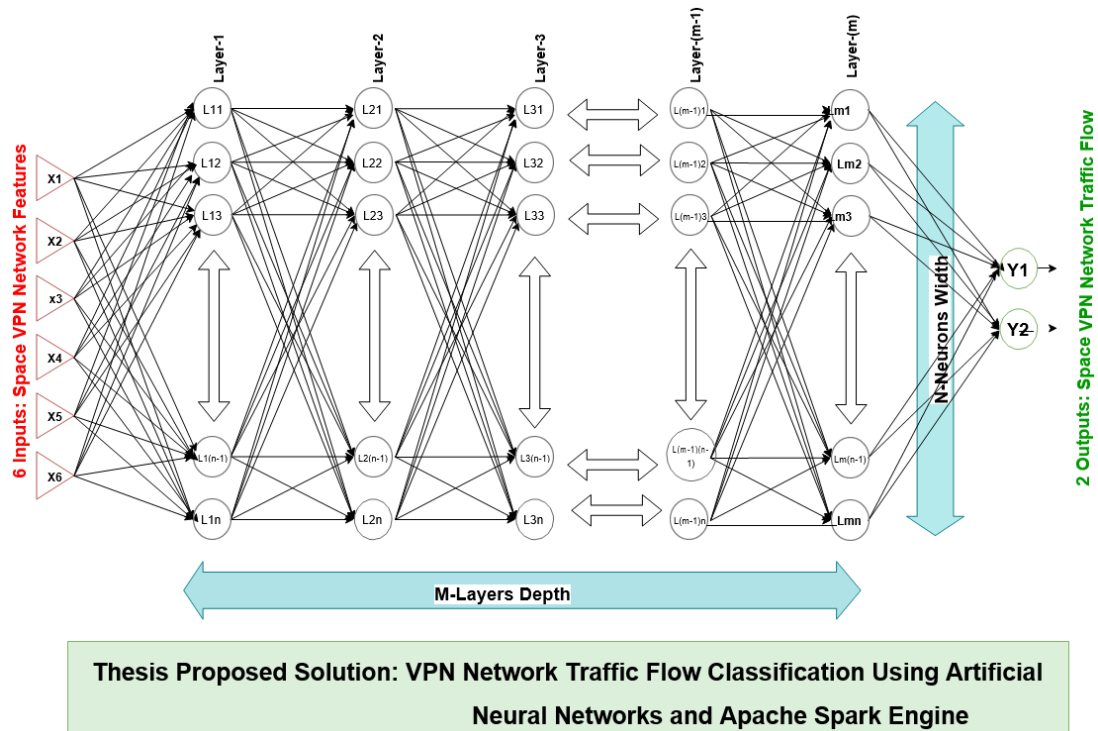 Layer-1
Layer-2
Layer-3
Layer-(m-1)
Layer-(m)
6 Inputs: Space VPN Network Features
X1
X2
x3
X4
X5
X6
L11
L12
L13
L1(n-1)
L1n
L21
L22
L23
L2(n-1)
L2n
L31
L32
L33
L3(n-1)
L3n
L(m-1)1
L(m-1)2
L(m-1)3
L(m-1)(n-
1)
L(m-1)n
Lm1
Lm2
Lm3
Lm(n-1)
Lmn
N-Neurons Width
Y1
Y2
2 Outputs: Space VPN Network Traffic Flow
M-Layers Depth
Thesis Proposed Solution: VPN Network Traffic Flow Classification Using Artificial
Neural Networks and Apache Spark Engine